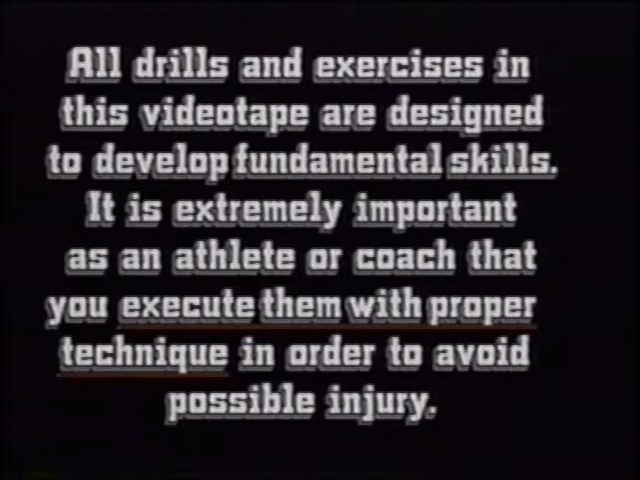 All drills and exercises in
this videotape are designed
to develop fundamental skills.
It is extremely important
as an athlete or coach that
you execute them with proper
technique in order to avoid
possible injury.